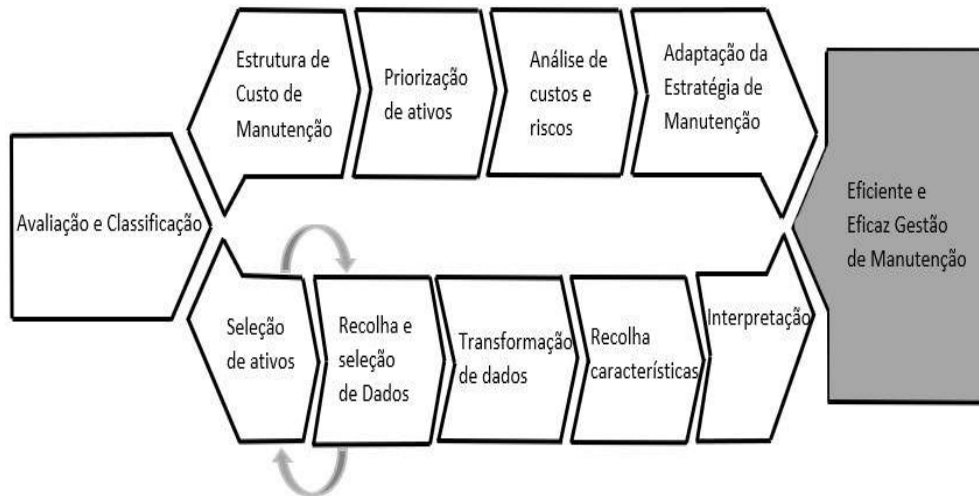 Avaliação e Classificação
Estrutura de
Custo de
Manutenção
Priorização
de ativos
Análise de
custos e
riscos
Adaptação da
Estratégia de
Manutenção
Seleção
de ativos
Recolha e
seleção
de Dados
Transformação
de dados
Recolha
características
Interpretação
Eficiente e
Eficaz Gestão
de Manutenção